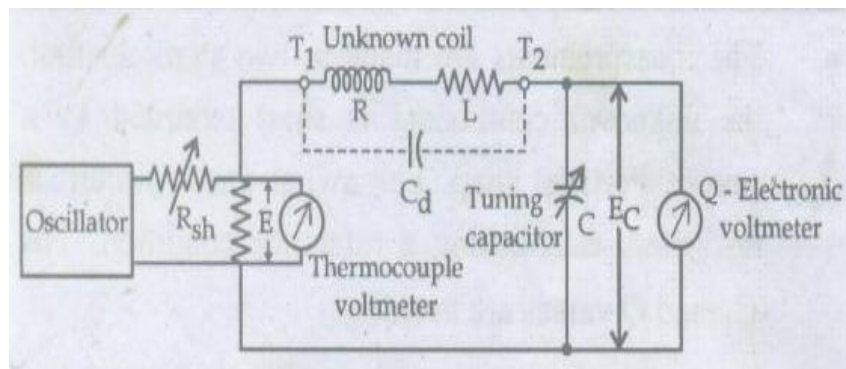 T1 Unknown coil T2
R L
Cd
Oscillator
Rsh
E
Thermocouple
voltmeter
Tuning
capacitor
C
EC
Q - Electronic
voltmeter